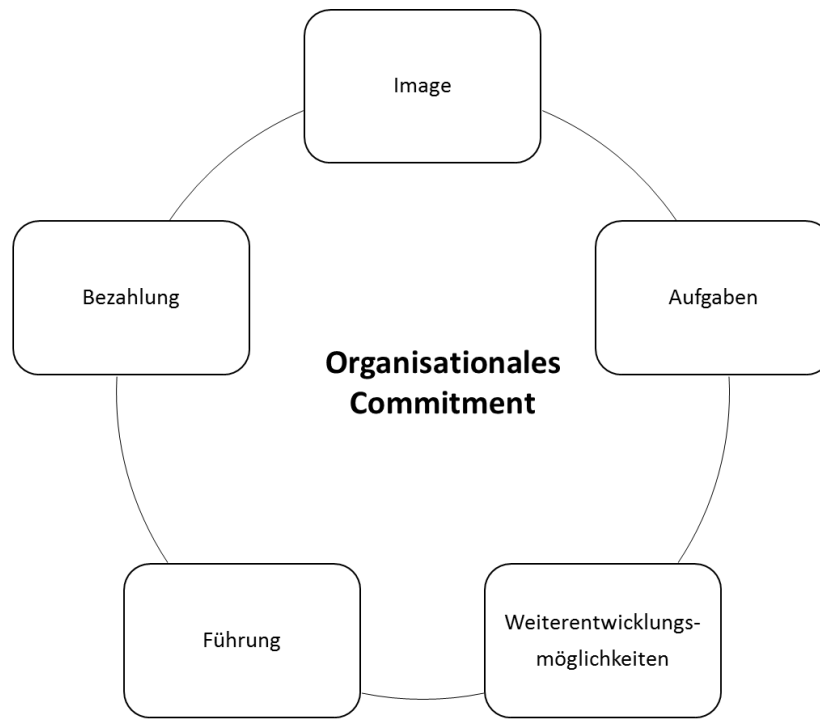 Image
Bezahlung
Aufgaben
Organisationales
Commitment
Führung
Weiterentwicklungs-
möglichkeiten